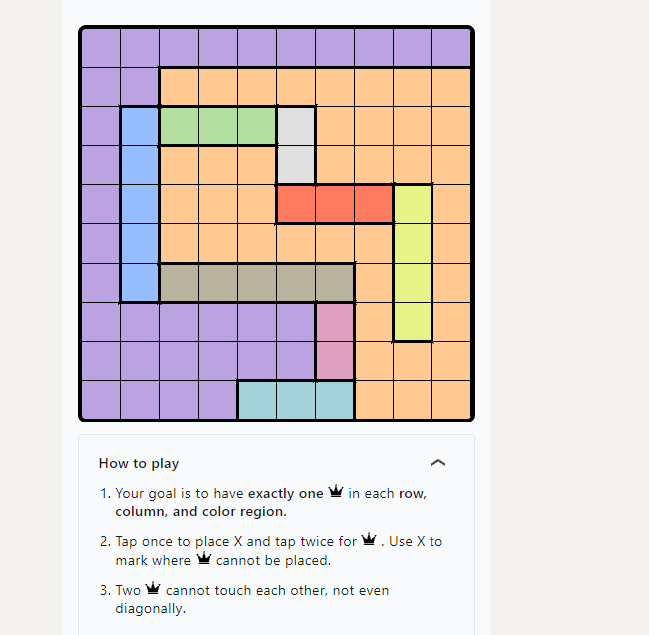 How to play
1. Your goal is to have exactly one in each row,
column, and color region.
2. Tap once to place X and tap twice for . Use X to
mark where cannot be placed.
3. Two cannot touch each other, not even
diagonally.